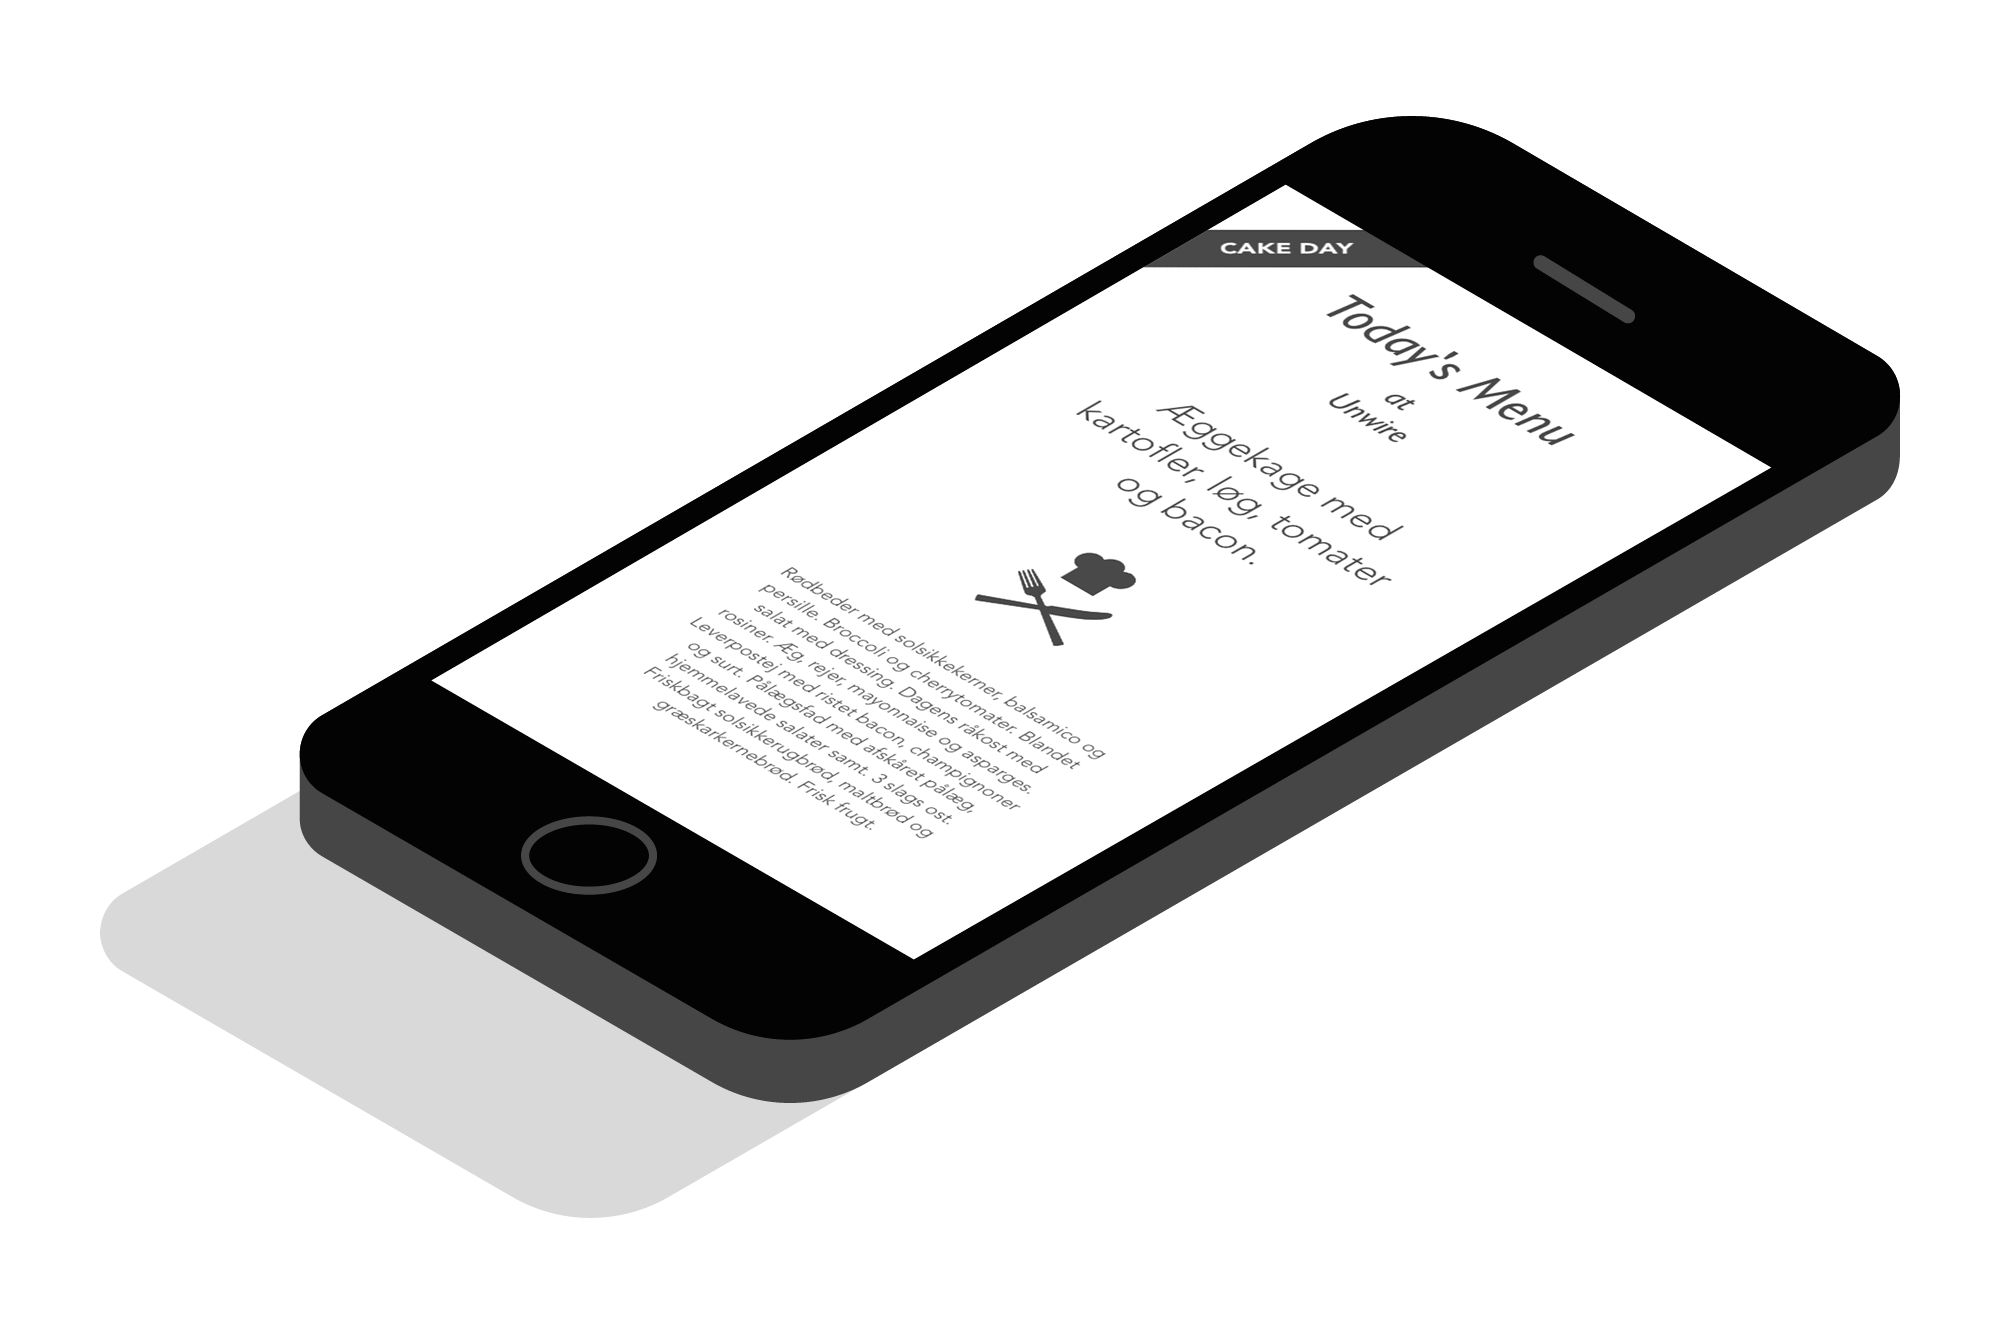 CAKE DAY
Today's Menu
at
Unwire
Æggekage med
kartofler, løg, tomater
og bacon.
Rødbeder med solsikkekerner, balsamico og
persille. Broccoli og cherrytomater. Blandet
salat med dressing. Dagens råkost med
rosiner. Æg, rejer, mayonnaise og asparges.
Leverpostej med ristet bacon, champignoner
og surt. Pålægsfad med afskåret pålæg,
hjemmelavede salater samt. 3 slags ost.
Friskbagt solsikkerugbrød, maltbrød og
græskarkernebrød. Frisk frugt.